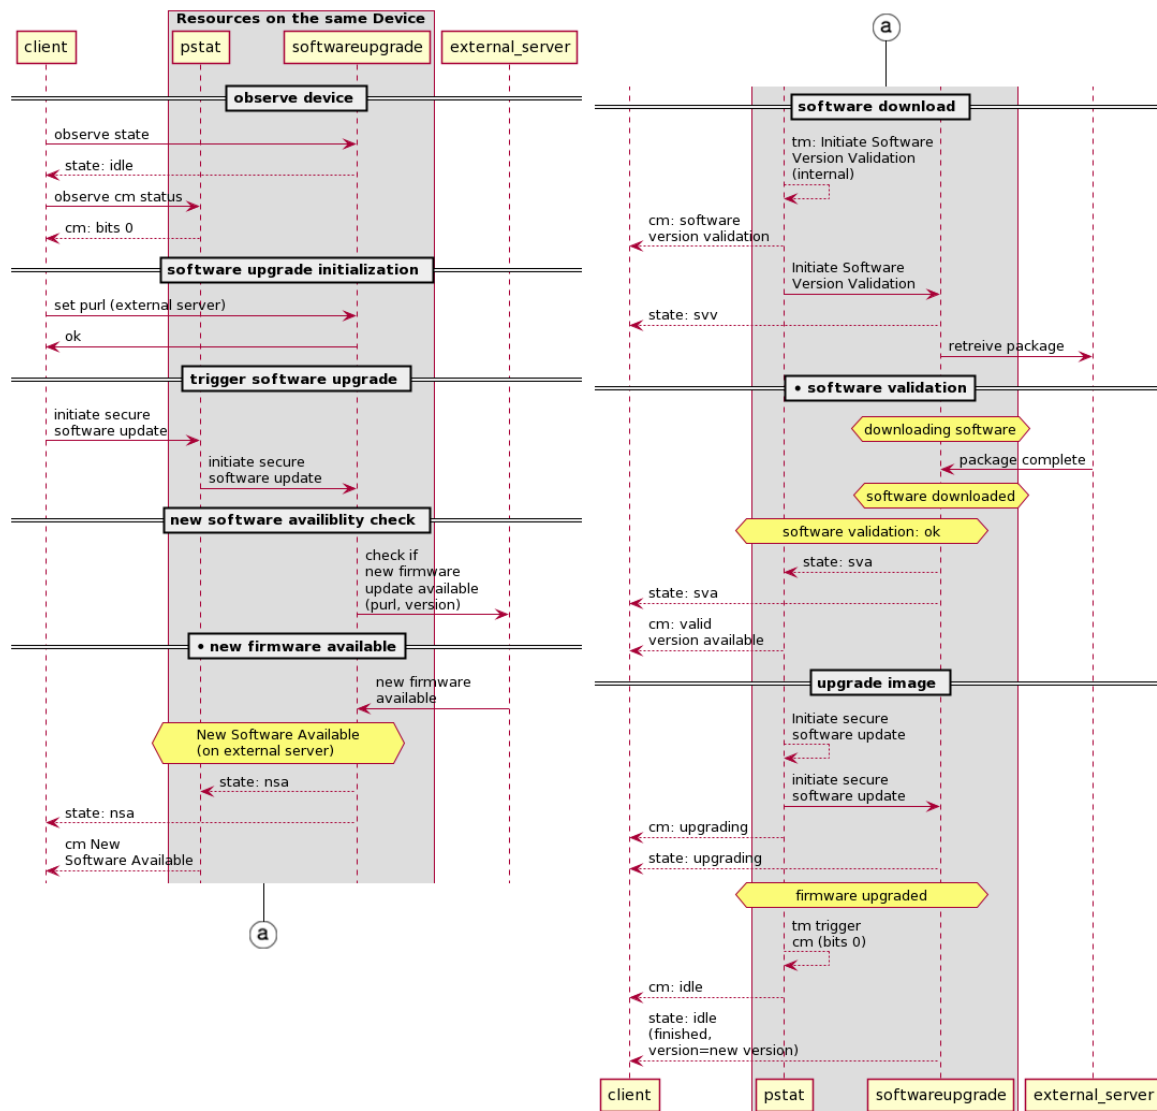 Resources on the same Device
client
pstat
softwareupgrade
external_server
observe device
observe state
state: idle
observe cm status
cm: bits 0
software upgrade initialization
set purl (external server)
ok
trigger software upgrade
initiate secure
software update
initiate secure
software update
new software availiblity check
check if
new firmware
update available
(purl, version)
• new firmware available
new firmware
available
New Software Available
(on external server)
state: nsa
state: nsa
cm New
Software Available
a
a
software download
tm: Initiate Software
Version Validation
(internal)
cm: software
version validation
Initiate Software
Version Validation
state: svv
retreive package
• software validation
downloading software
package complete
software downloaded
software validation: ok
state: sva
state: sva
cm: valid
version available
upgrade image
Initiate secure
software update
initiate secure
software update
cm: upgrading
state: upgrading
firmware upgraded
tm trigger
cm (bits 0)
cm: idle
state: idle
(finished,
version=new version)
client
pstat
softwareupgrade
external_server